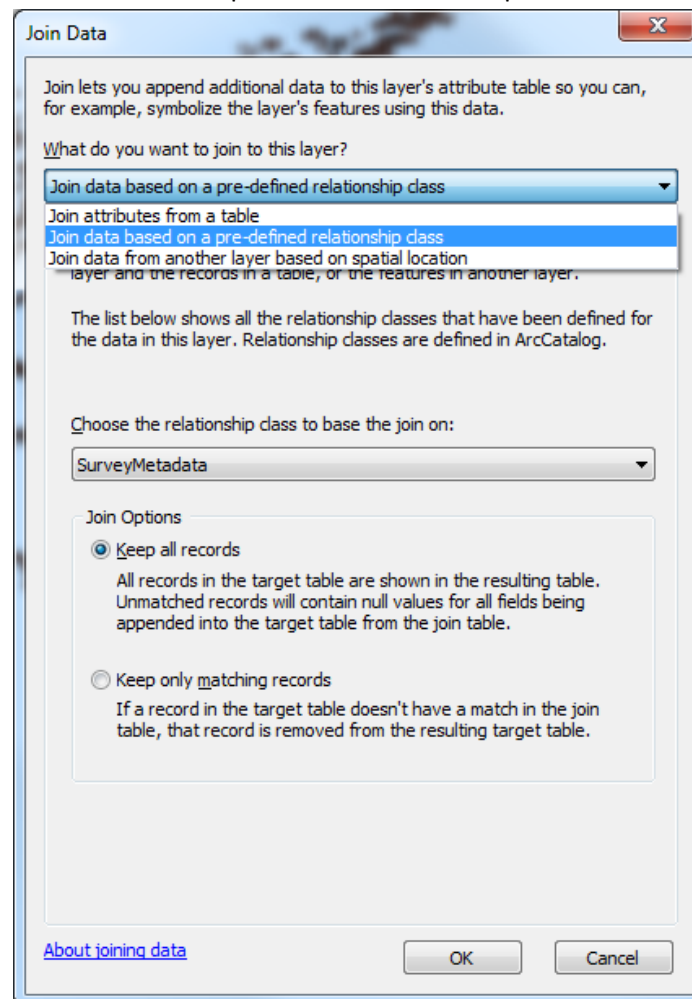 Join Data
Join lets you append additional data to this layer's attribute table so you can,
for example, symbolize the layer's features using this data.
What do you want to join to this layer?
Join data based on a pre-defined relationship class
Join attributes from a table
Join data based on a pre-defined relationship class
Join data from another layer based on spatial location
layer and the records in a table, or the features in another layer.
The list below shows all the relationship classes that have been defined for
the data in this layer. Relationship classes are defined in ArcCatalog.
Choose the relationship class to base the join on:
SurveyMetadata
Join Options
Keep all records
All records in the target table are shown in the resulting table.
Unmatched records will contain null values for all fields being
appended into the target table from the join table.
Keep only matching records
If a record in the target table doesn't have a match in the join
table, that record is removed from the resulting target table.
About joining data
OK
Cancel